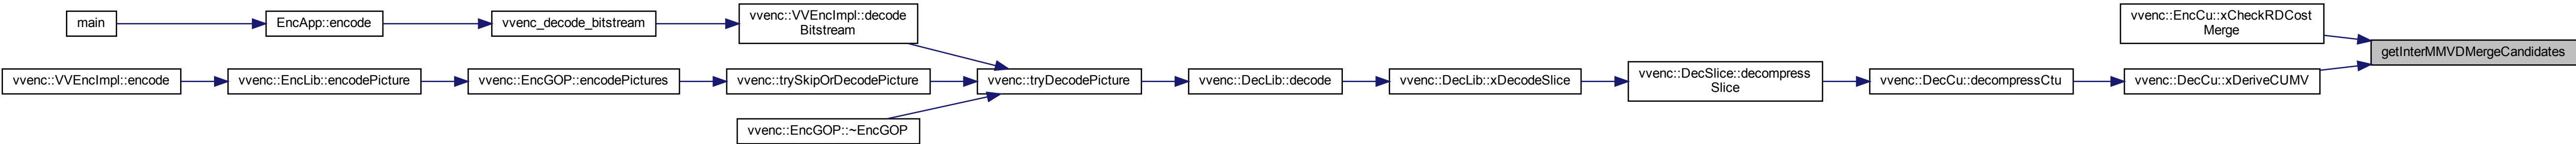 main
EncApp::encode
vvenc_decode_bitstream
vvenc::VVEncImpl::decode
Bitstream
vvenc::VVEncImpl::encode
vvenc::EncLib::encodePicture
vvenc::EncGOP::encodePictures
vvenc::trySkipOrDecodePicture
vvenc::EncGOP::~EncGOP
vvenc::tryDecodePicture
vvenc::DecLib::decode
vvenc::DecLib::xDecodeSlice
vvenc::DecSlice::decompress
Slice
vvenc::DecCu::decompressCtu
vvenc::EncCu::xCheckRDCost
Merge
vvenc::DecCu::xDeriveCUMV
getInterMMVDMergeCandidates